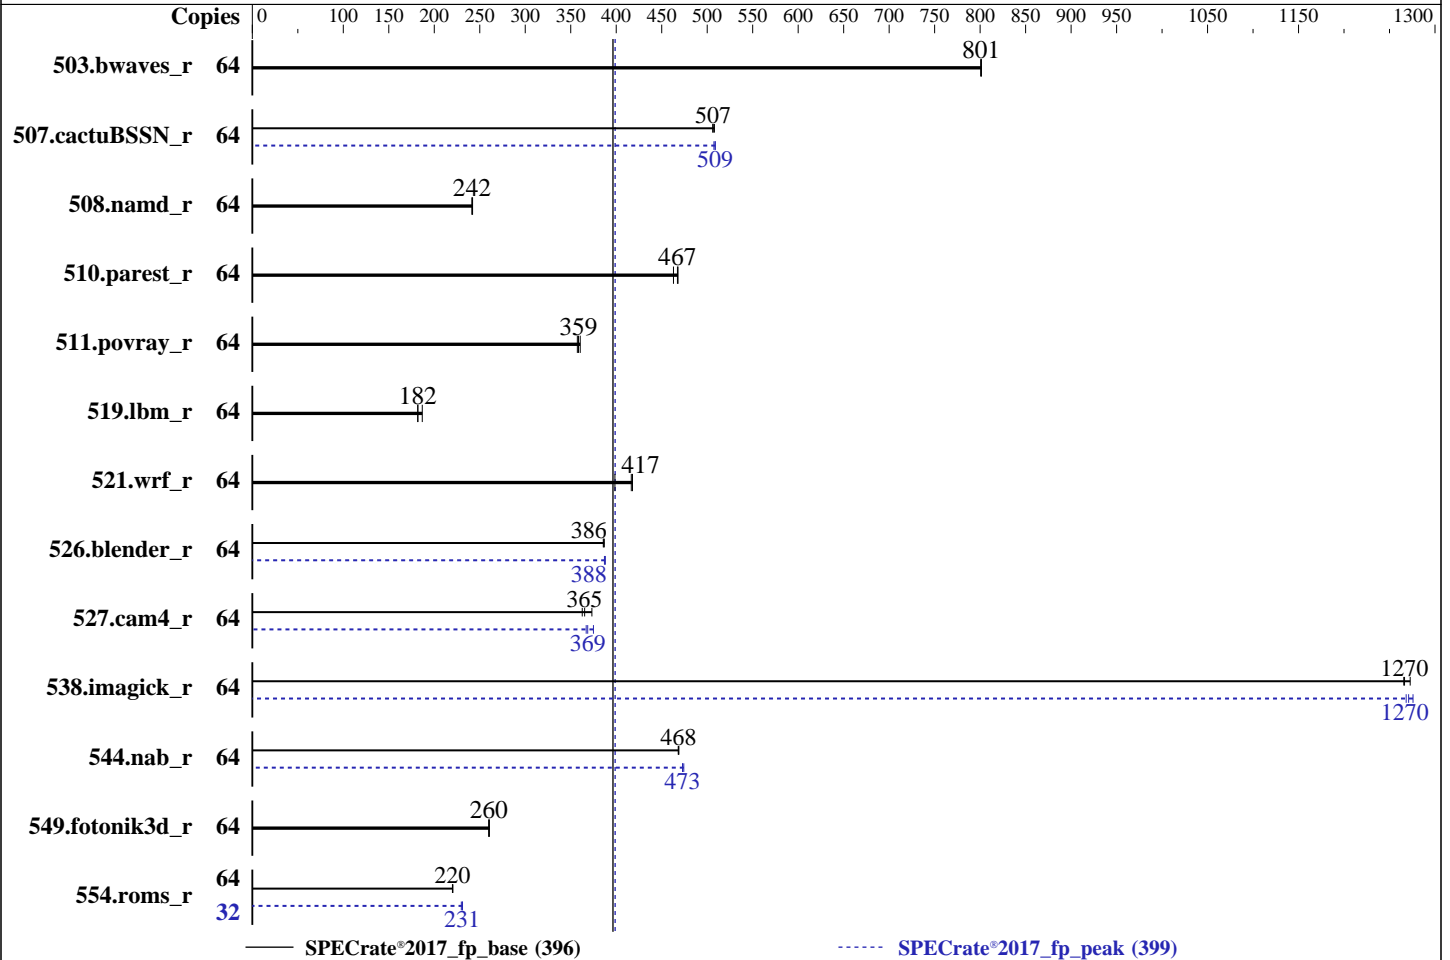 Copies 0 100 150 200 250 300 350 400 450 500 550 600 650 700 750 800 850 900 950 1050 1150 1300
503.bwaves_r 64 801
507.cactuBSSN_r 64 507
509
508.namd_r 64 242
510.parest_r 64 467
511.povray_r 64 359
519.lbm_r 64 182
521.wrf_r 64 417
526.blender_r 64 386
388
527.cam4_r 64 365
369
538.imagick_r 64 1270
1270
544.nab_r 64 468
473
549.fotonik3d_r 64 260
554.roms_r 64 220
32 231
SPECrate®2017_fp_base (396) SPECrate®2017_fp_peak (399)